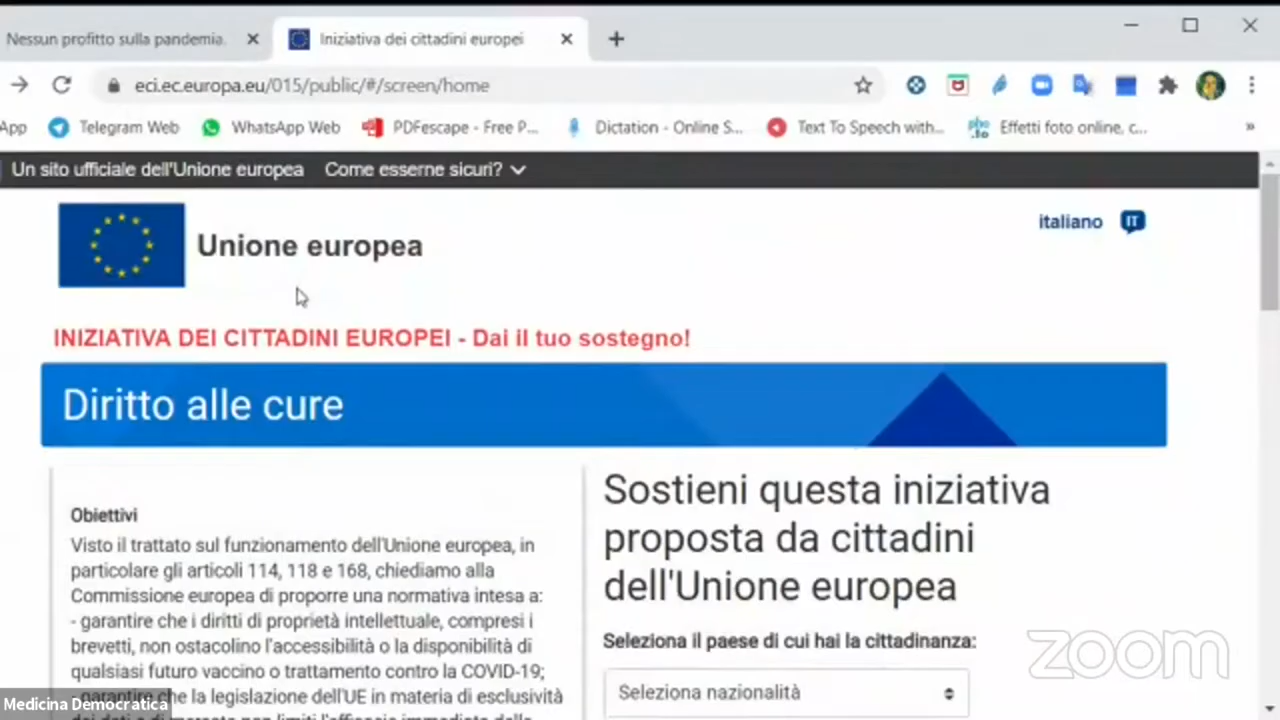 Nessun profitto sulla pandemia.
Iniziativa dei cittadini europei
eci.ec.europa.eu/015/public/#/screen/home
App
Telegram Web
WhatsApp Web
PDFescape - Free P...
Dictation - Online S...
Text To Speech with...
Effetti foto online, c...
Un sito ufficiale dell'Unione europea
Come esserne sicuri?
Unione europea
italiano IT
INIZIATIVA DEI CITTADINI EUROPEI - Dai il tuo sostegno!
Diritto alle cure
Obiettivi
Visto il trattato sul funzionamento dell'Unione europea, in
particolare gli articoli 114, 118 e 168, chiediamo alla
Commissione europea di proporre una normativa intesa a:
- garantire che i diritti di proprietà intellettuale, compresi i
brevetti, non ostacolino l'accessibilità o la disponibilità di
qualsiasi futuro vaccino o trattamento contro la COVID-19;
- garantire che la legislazione dell'UE in materia di esclusività
Sostieni questa iniziativa
proposta da cittadini
dell'Unione europea
Seleziona il paese di cui hai la cittadinanza:
Seleziona nazionalità
zoom
Medicina Democratica